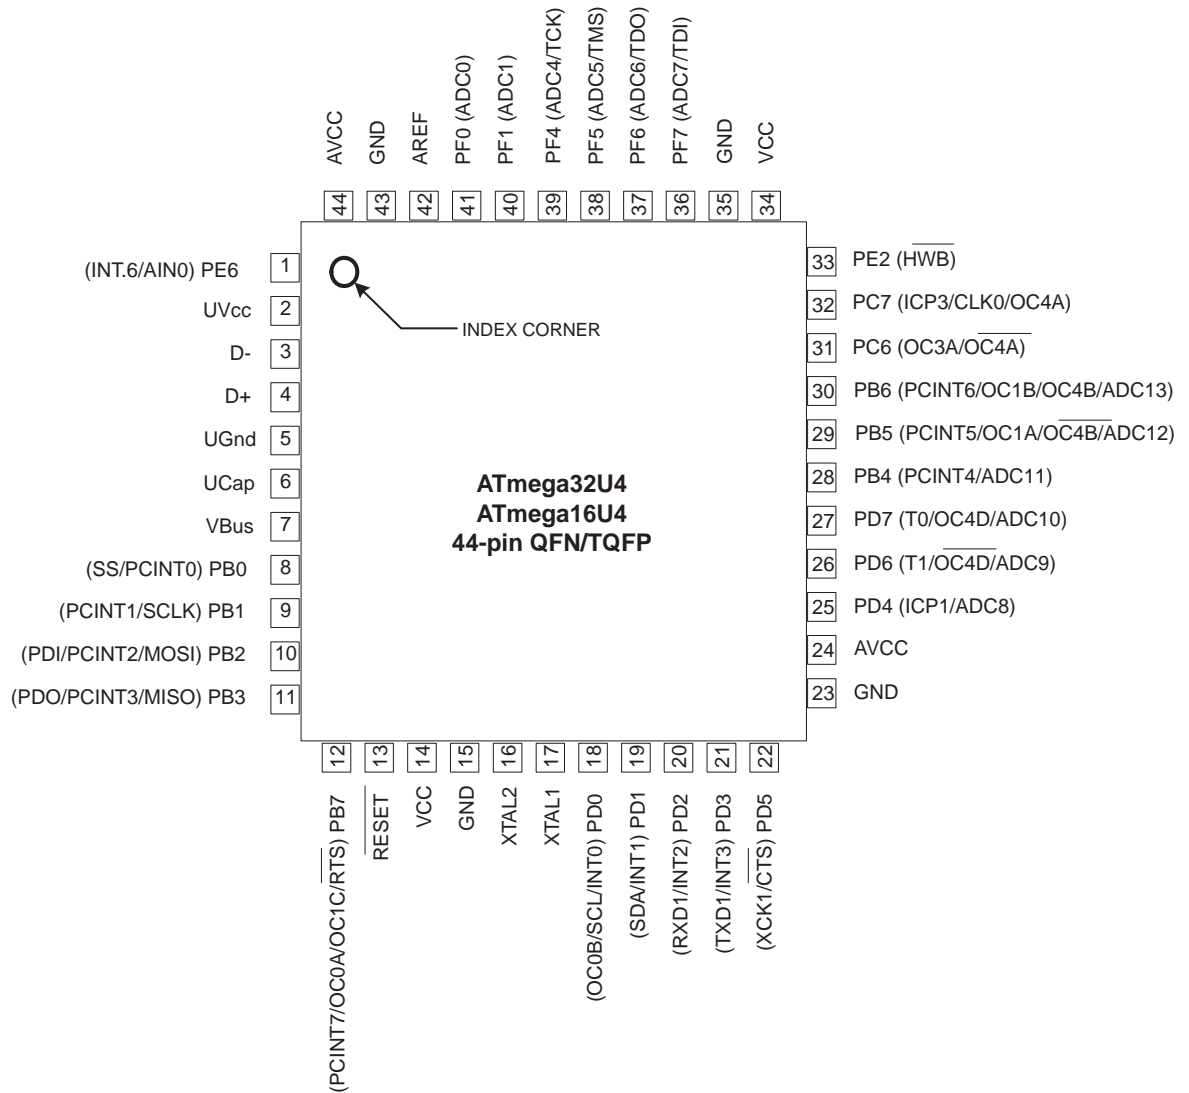 AVCC
GND
AREF
PF0 (ADC0)
PF1 (ADC1)
PF4 (ADC4/TCK)
PF5 (ADC5/TMS)
PF6 (ADC6/TDO)
PF7 (ADC7/TDI)
GND
VCC
44
43
42
41
40
39
38
37
36
35
34
(INT.6/AIN0) PE6 1
UVcc 2
D- 3
D+ 4
UGnd 5
UCap 6
VBus 7
(SS/PCINT0) PB0 8
(PCINT1/SCLK) PB1 9
(PDI/PCINT2/MOSI) PB2 10
(PDO/PCINT3/MISO) PB3 11
INDEX CORNER
ATmega32U4
ATmega16U4
44-pin QFN/TQFP
33 PE2 (HWB)
32 PC7 (ICP3/CLK0/OC4A)
31 PC6 (OC3A/OC4A)
30 PB6 (PCINT6/OC1B/OC4B/ADC13)
29 PB5 (PCINT5/OC1A/OC4B/ADC12)
28 PB4 (PCINT4/ADC11)
27 PD7 (T0/OC4D/ADC10)
26 PD6 (T1/OC4D/ADC9)
25 PD4 (ICP1/ADC8)
24 AVCC
23 GND
12
13
14
15
16
17
18
19
20
21
22
(PCINT7/OC0A/OC1C/RTS) PB7
RESET
VCC
GND
XTAL2
XTAL1
(OC0B/SCL/INT0) PD0
(SDA/INT1) PD1
(RXD1/INT2) PD2
(TXD1/INT3) PD3
(XCK1/CTS) PD5